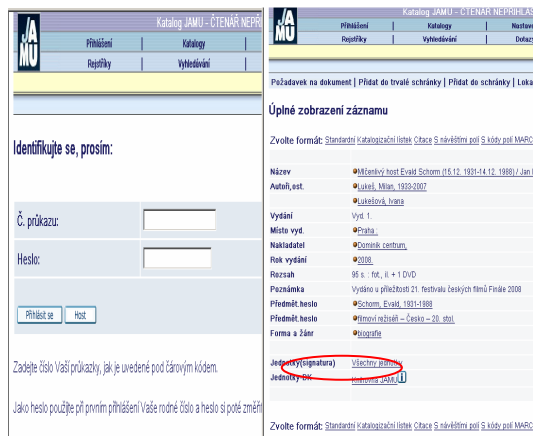 JAMU
Katalog JAMU - ČTENÁŘ NEPŘI
Přihlášení | Katalogy
Rejstříky | Vyhledávání
Identifikujte se, prosím:
Č. průkazu:
Heslo:
Přihlásit se Host
Zadejte číslo Vaší průkazky, jak je uvedené pod čárovým kódem.
Jako heslo použijte při prvním přihlášení Vaše rodné číslo a heslo si poté změňt
JAMU
Katalog JAMU - ČTENÁŘ NEPŘIHLÁŠ
Přihlášení | Katalogy | Nastave
Rejstříky | Vyhledávání | Dotazy
Požadavek na dokument | Přidat do trvalé schránky | Přidat do schránky | Loka
Úplné zobrazení záznamu
Zvolte formát: Standardní Katalogizační lístek Citace S návěštími polí S kódy polí MARC
Název Mlčenlivý host Evald Schorm (15.12. 1931-14.12. 1988) / Jan
Autoři,ost. Lukeš, Milan, 1933-2007
Lukešová, Ivana
Vydání Vyd. 1.
Místo vyd. Praha :
Nakladatel Dominik centrum,
Rok vydání 2008.
Rozsah 95 s. : fot., il. + 1 DVD
Poznámka Vydáno u příležitosti 21. festivalu českých filmů Finále 2008
Předmět.heslo Schorm, Evald, 1931-1988
Předmět.heslo filmoví režiséři – Česko – 20. stol.
Forma a žánr biografie
Jednotky(signatura) Všechny jednotky
Jednotky DK Knihovna JAMU
Zvolte formát: Standardní Katalogizační lístek Citace S návěštími polí S kódy polí MARC